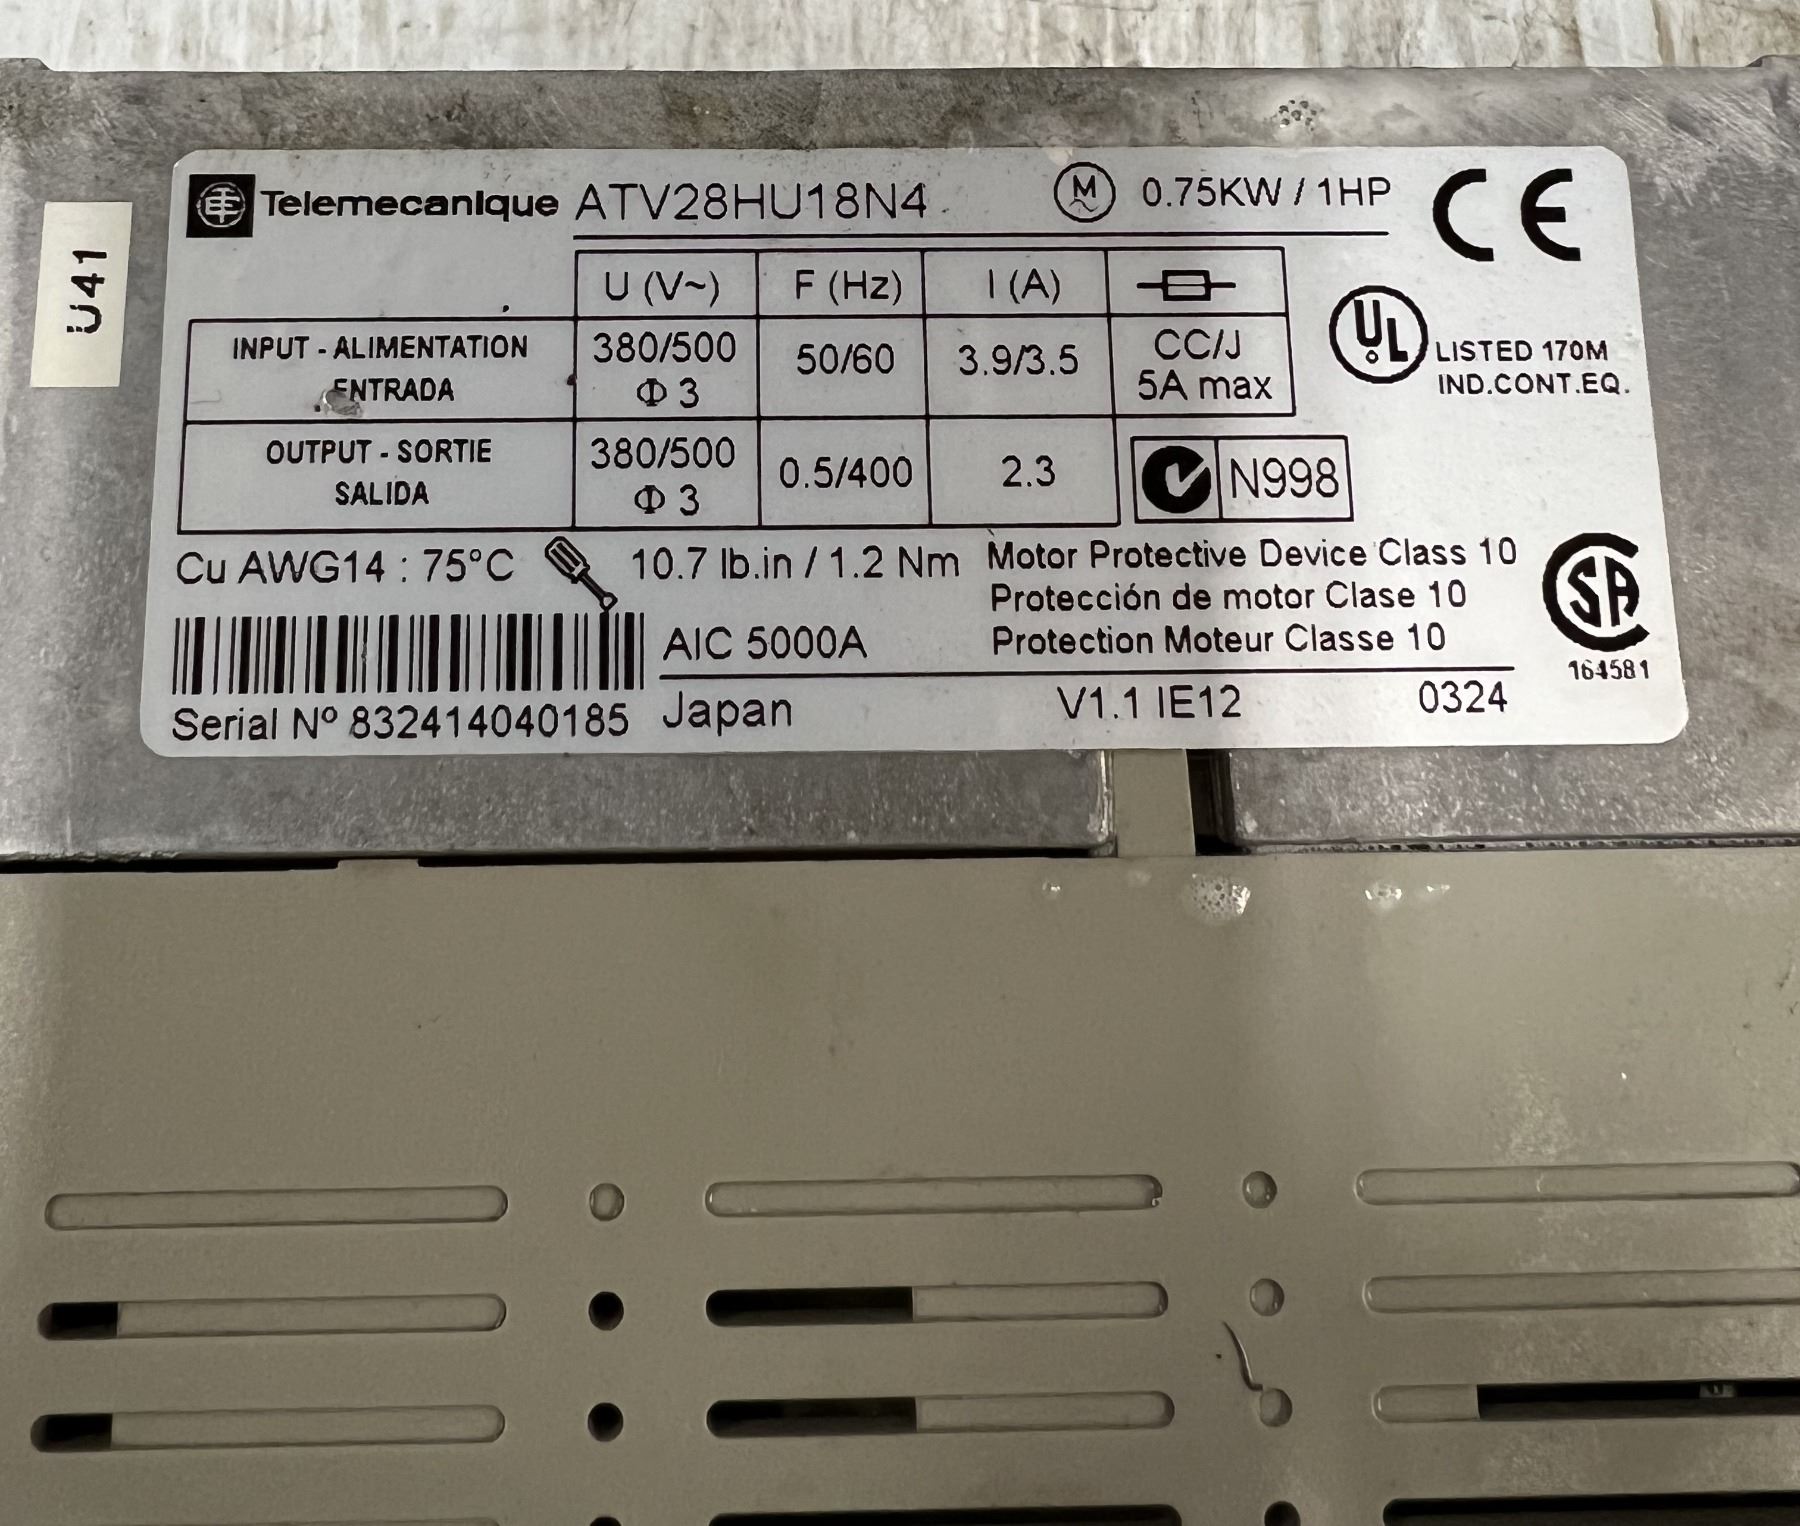 Telemecanique ATV28HU18N4 M 0.75KW / 1HP CE
U41
U (V~) F (Hz) I (A)
INPUT - ALIMENTATION ENTRADA 380/500 Φ 3 50/60 3.9/3.5 CC/J 5A max
UL LISTED 170M
IND.CONT.EQ.
OUTPUT - SORTIE SALIDA 380/500 Φ 3 0.5/400 2.3
N998
Cu AWG14 : 75°C 10.7 lb.in / 1.2 Nm
Motor Protective Device Class 10
Protección de motor Clase 10
Protection Moteur Classe 10
SA
164581
AIC 5000A
Serial Nº 832414040185
Japan V1.1 IE12 0324